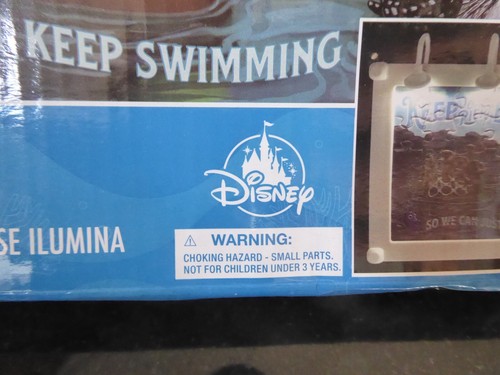 KEEP SWIMMING
Disney
SE ILUMINA
⚠ WARNING:
CHOKING HAZARD - SMALL PARTS.
NOT FOR CHILDREN UNDER 3 YEARS.
SO WE CAN